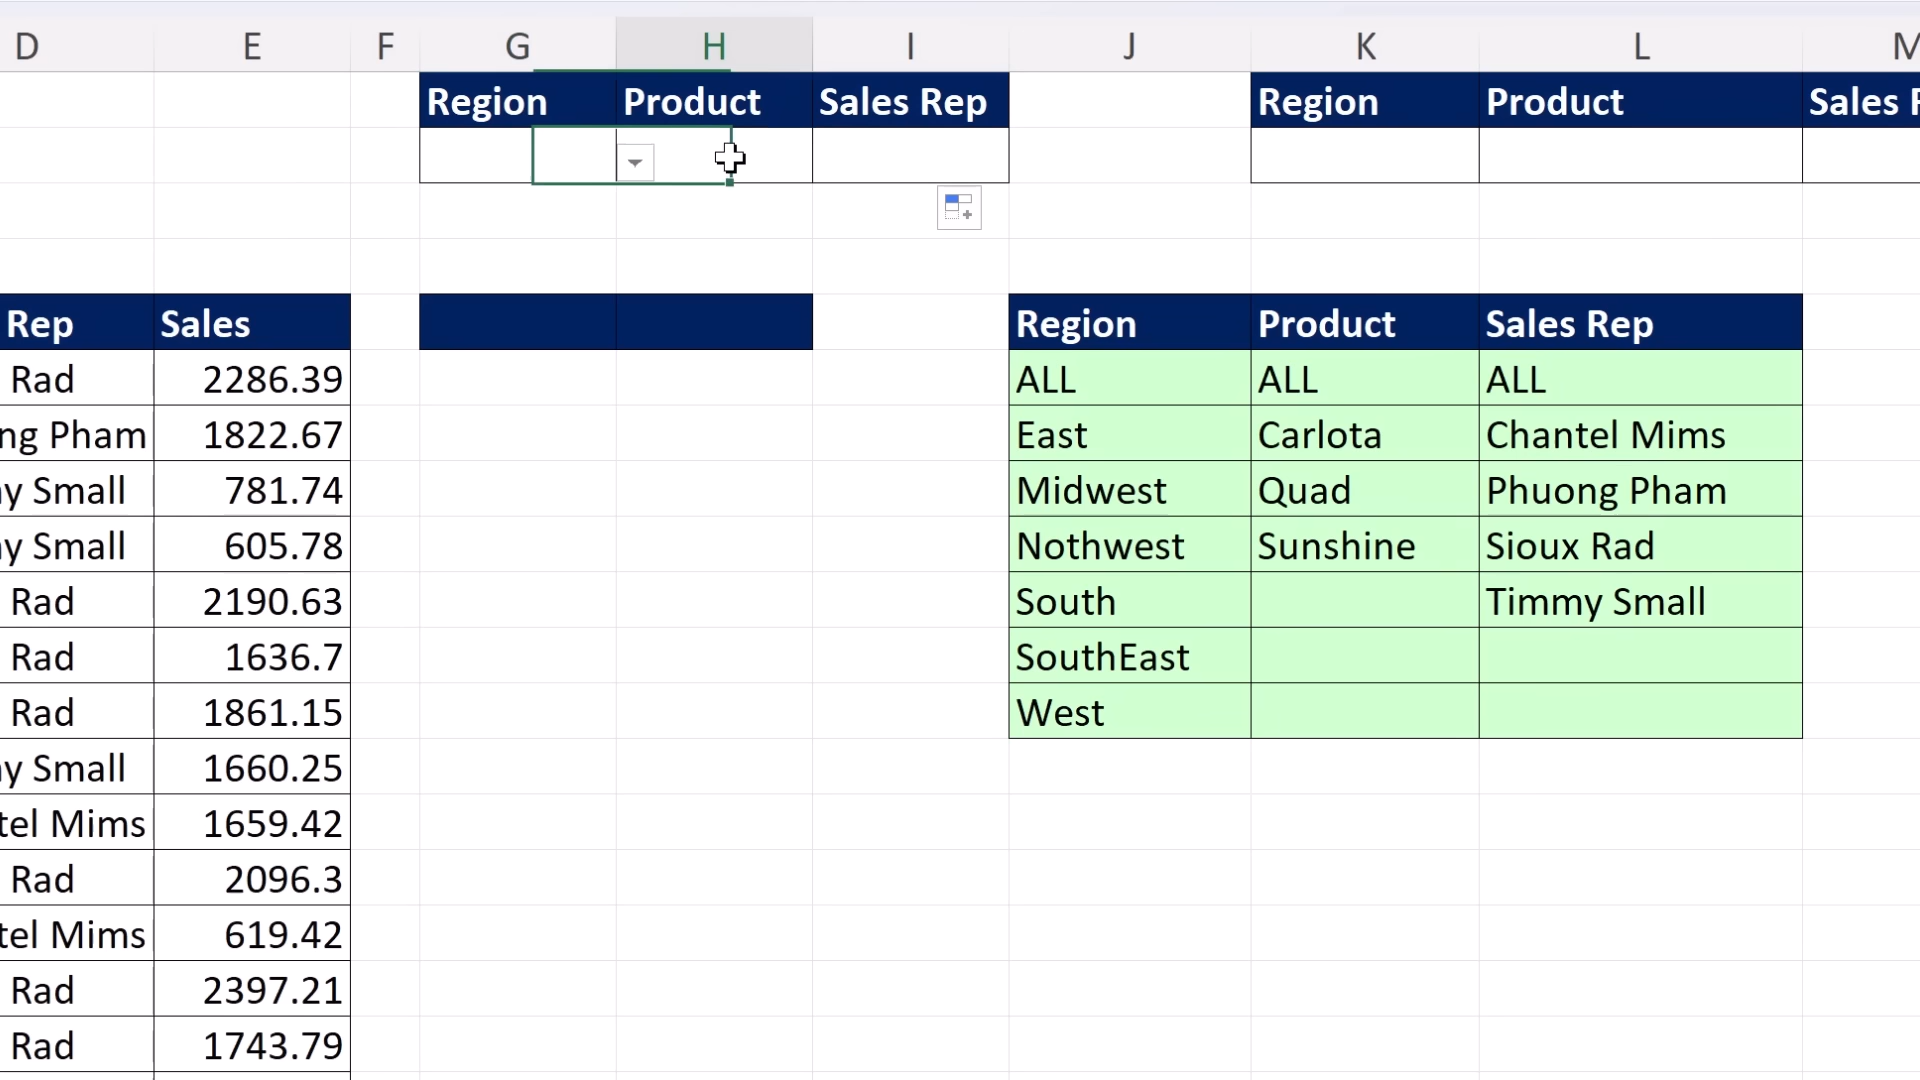 D E F G H I J K L M
Region Product Sales Rep Region Product Sales
Rep Sales Region Product Sales Rep
Rad 2286.39 ALL ALL ALL
ng Pham 1822.67 East Carlota Chantel Mims
y Small 781.74 Midwest Quad Phuong Pham
y Small 605.78 Nothwest Sunshine Sioux Rad
Rad 2190.63 South Timmy Small
Rad 1636.7 SouthEast
Rad 1861.15 West
y Small 1660.25
tel Mims 1659.42
Rad 2096.3
tel Mims 619.42
Rad 2397.21
Rad 1743.79